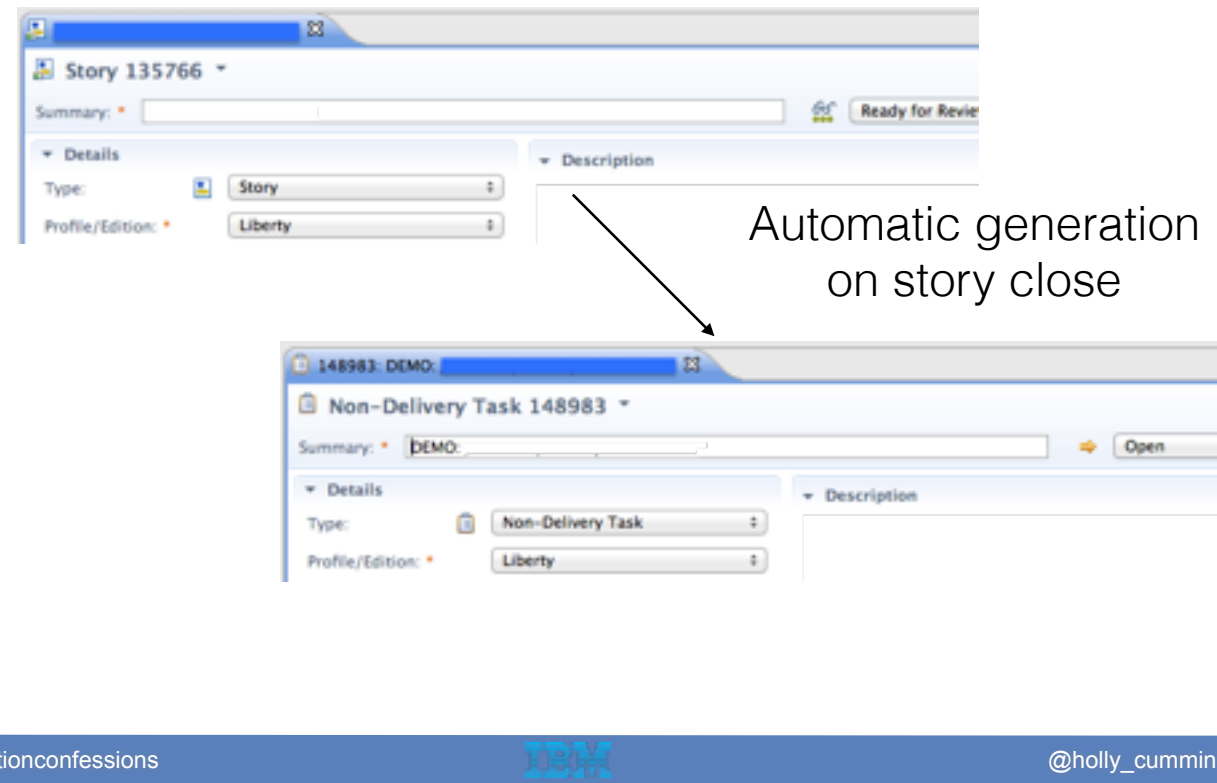 Story 135766
Summary: *
Ready for Revie
Details
Description
Type:
Story
Profile/Edition: *
Liberty
Automatic generation
on story close
148983: DEMO:
Non-Delivery Task 148983
Summary: * DEMO:
Open
Details
Description
Type:
Non-Delivery Task
Profile/Edition: *
Liberty
tionconfessions
IBM
@holly_cummin